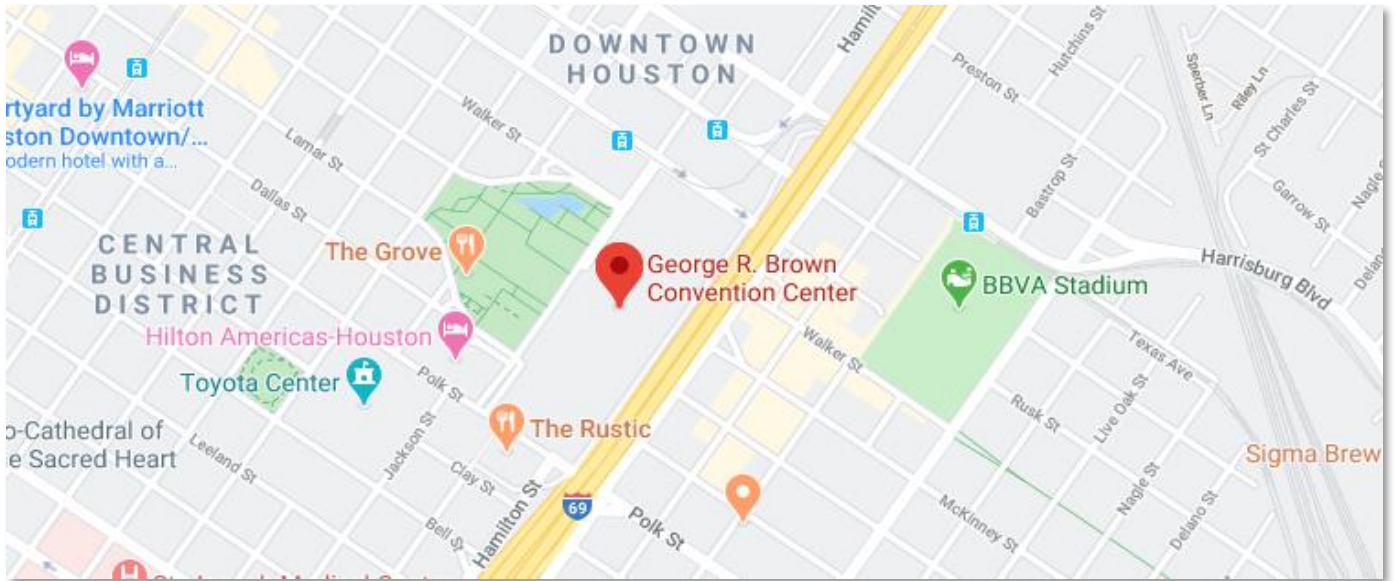 DOWNTOWN
HOUSTON
Hamilt
Hutchins St
Preston St
Sperber Ln
Riley Ln
St Charles St
rtyard by Marriott
ston Downtown/...
odern hotel with a...
Walker St
Lamar St
Dallas St
Bastrop St
Garrow St
Nagle
CENTRAL
BUSINESS
DISTRICT
The Grove
George R. Brown
Convention Center
BBVA Stadium
Harrisburg Blvd
Delan
Hilton Americas-Houston
Walker St
Texas Ave
Toyota Center
Polk St
Rusk St
Live Oak St
o-Cathedral of
e Sacred Heart
Leeland St
Jackson St
The Rustic
Clay St
Sigma Brew
Hamilton St
69
Polk St
McKinney St
Nagle St
Delano St
Bell St
H